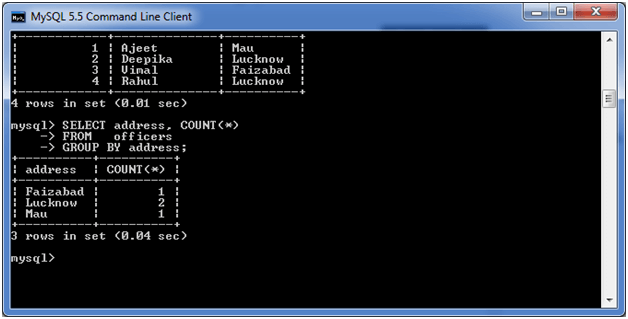 MySQL 5.5 Command Line Client
+-------------+--------------+----------+
|           1 | Ajeet        | Mau      |
|           2 | Deepika      | Lucknow  |
|           3 | Vimal        | Faizabad |
|           4 | Rahul        | Lucknow  |
+-------------+--------------+----------+
4 rows in set (0.01 sec)
mysql> SELECT address, COUNT(*)
    -> FROM   officers
    -> GROUP BY address;
+----------+----------+
| address  | COUNT(*) |
+----------+----------+
| Faizabad |        1 |
| Lucknow  |        2 |
| Mau      |        1 |
+----------+----------+
3 rows in set (0.04 sec)
mysql>